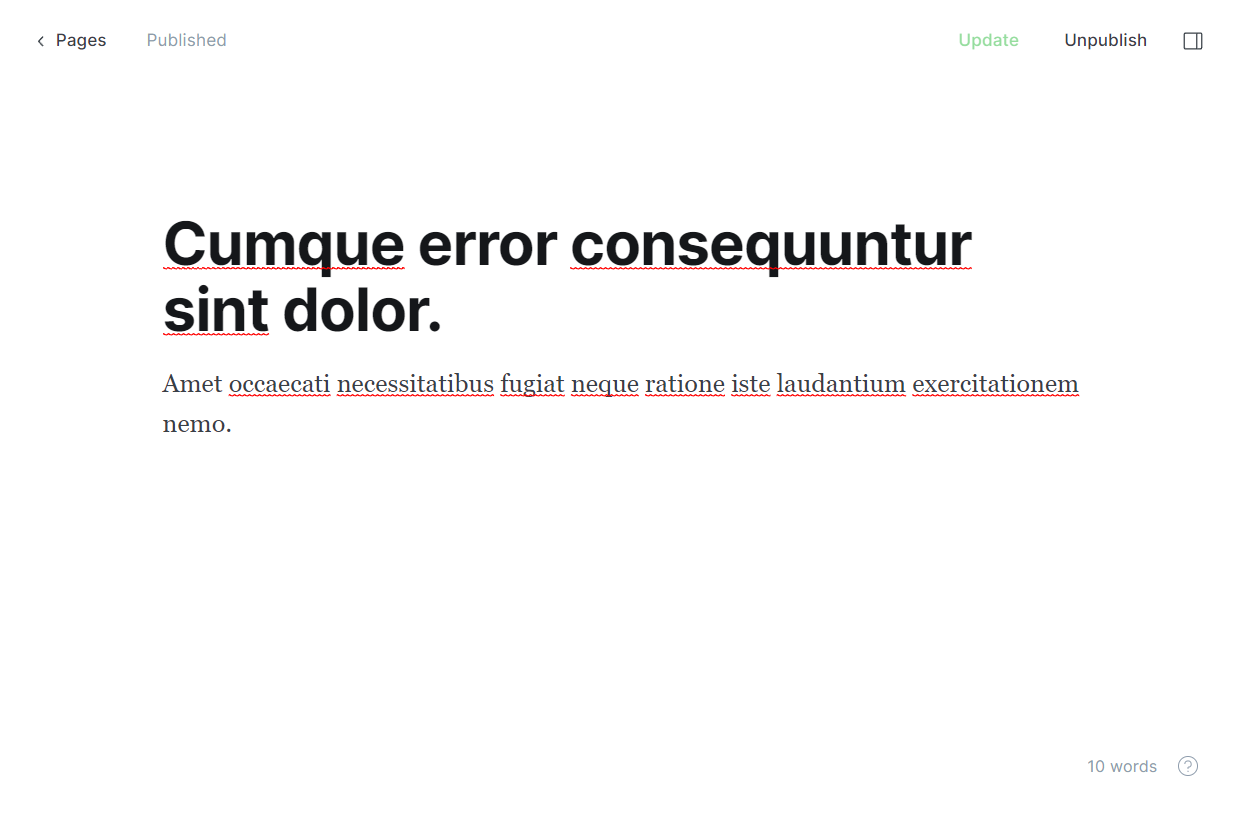 Pages
Published
Update
Unpublish
Cumque error consequuntur
sint dolor.
Amet occaecati necessitatibus fugiat neque ratione iste laudantium exercitationem
nemo.
10 words
?